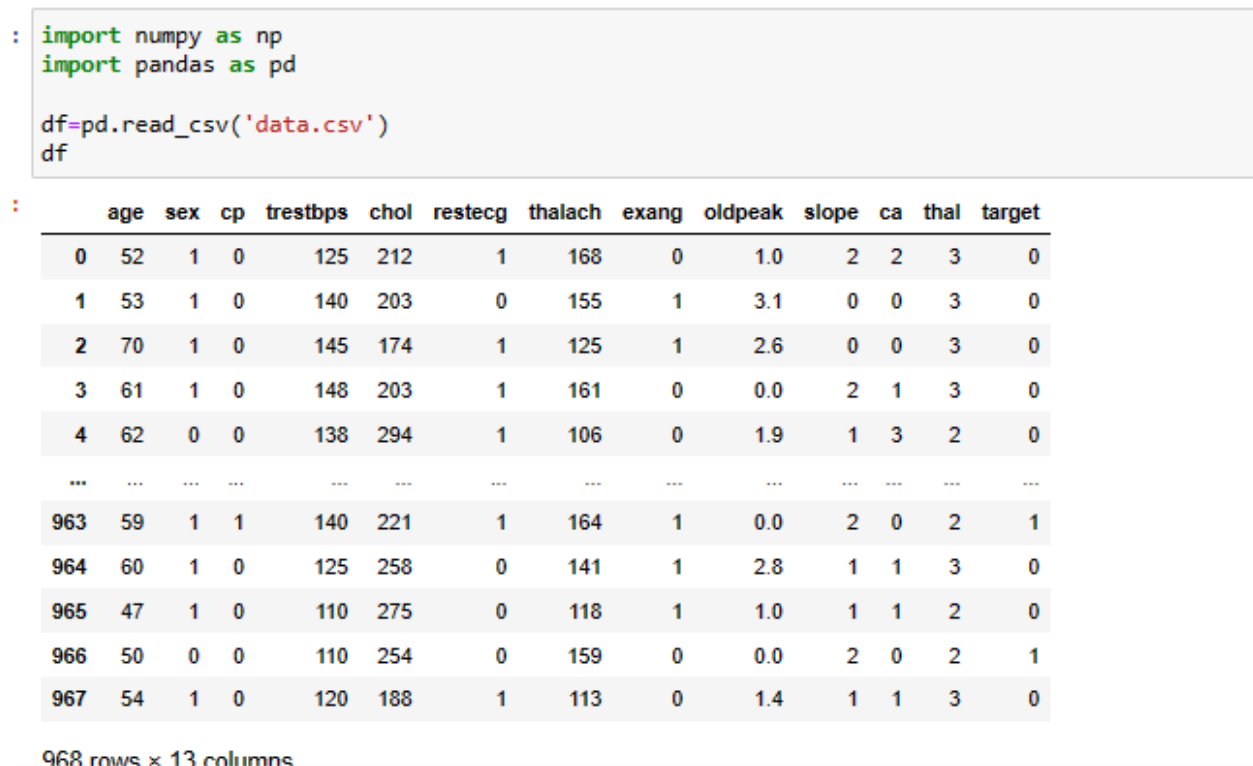 : import numpy as np
import pandas as pd
df=pd.read_csv('data.csv')
df
:
age sex cp trestbps chol restecg thalach exang oldpeak slope ca thal target
0 52 1 0 125 212 1 168 0 1.0 2 2 3 0
1 53 1 0 140 203 0 155 1 3.1 0 0 3 0
2 70 1 0 145 174 1 125 1 2.6 0 0 3 0
3 61 1 0 148 203 1 161 0 0.0 2 1 3 0
4 62 0 0 138 294 1 106 0 1.9 1 3 2 0
... ... ... ... ... ... ... ... ... ... ... ... ... ...
963 59 1 1 140 221 1 164 1 0.0 2 0 2 1
964 60 1 0 125 258 0 141 1 2.8 1 1 3 0
965 47 1 0 110 275 0 118 1 1.0 1 1 2 0
966 50 0 0 110 254 0 159 0 0.0 2 0 2 1
967 54 1 0 120 188 1 113 0 1.4 1 1 3 0
968 rows × 13 columns